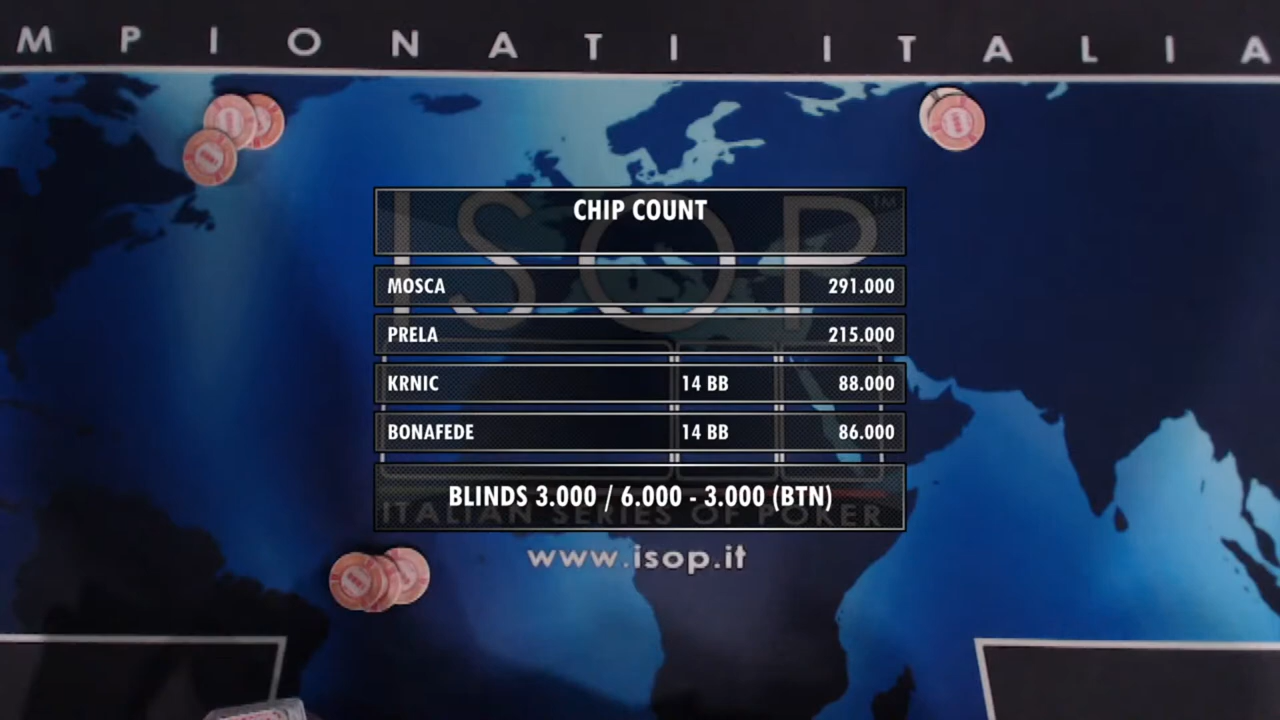 MPIONATI ITALIA
ISOP™
CHIP COUNT
MOSCA 291.000
PRELA 215.000
KRNIC 14 BB 88.000
BONAFEDE 14 BB 86.000
BLINDS 3.000 / 6.000 - 3.000 (BTN)
ITALIAN SERIES OF POKER
www.isop.it